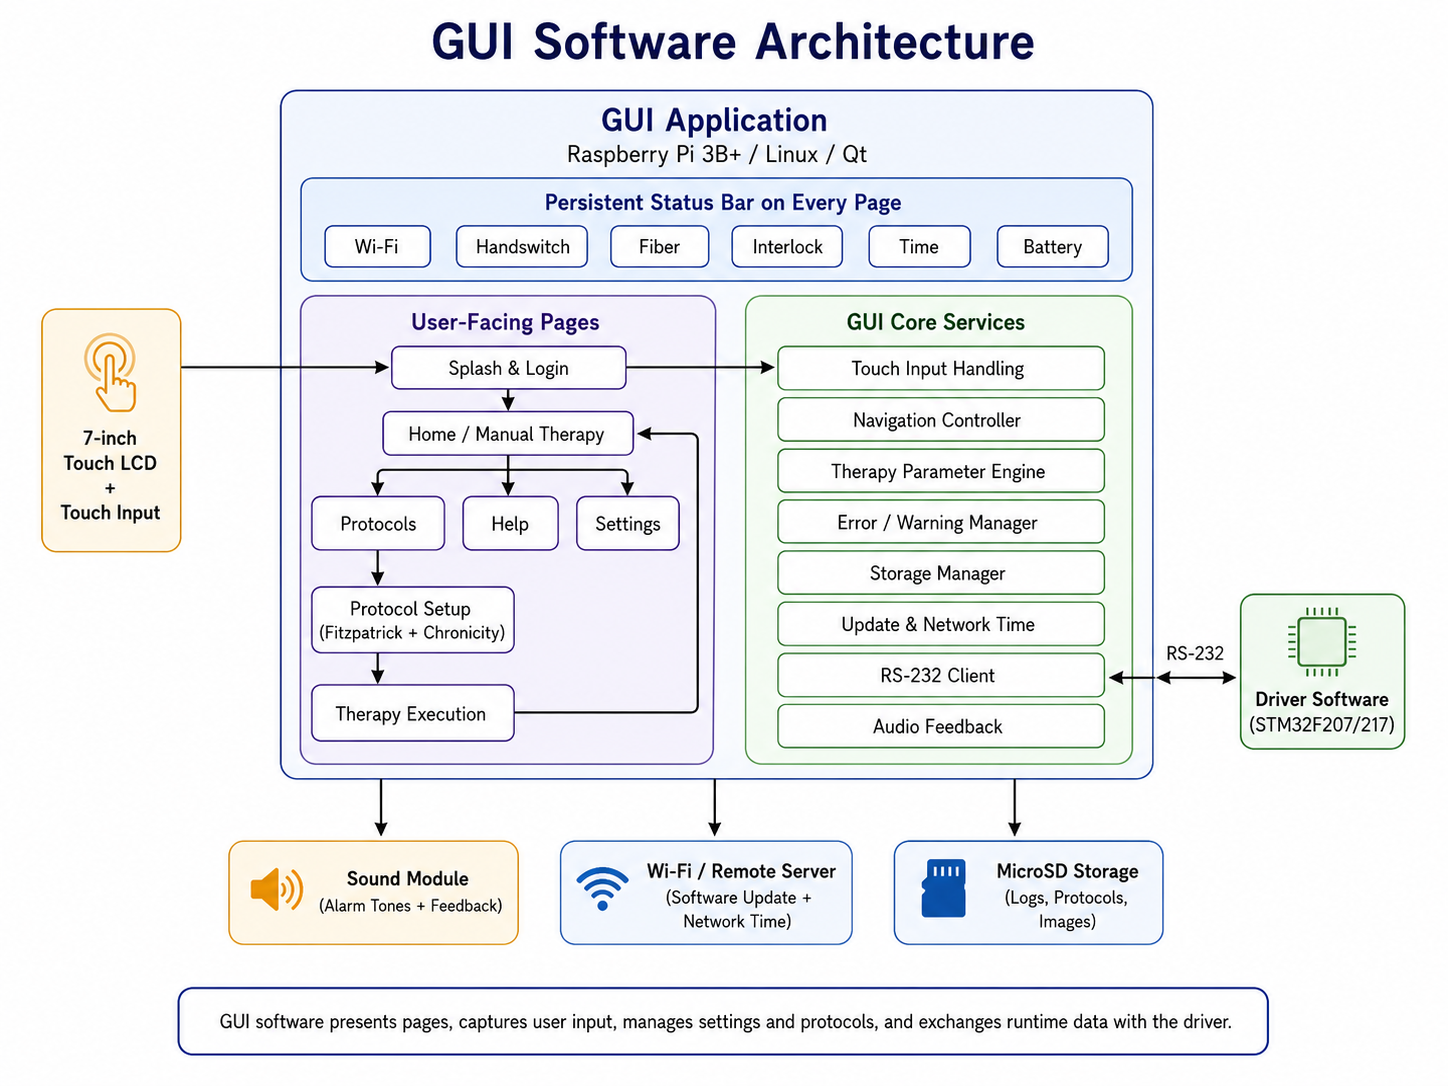 GUI Software Architecture
GUI Application
Raspberry Pi 3B+ / Linux / Qt
Persistent Status Bar on Every Page
Wi-Fi
Handswitch
Fiber
Interlock
Time
Battery
7-inch
Touch LCD
+
Touch Input
User-Facing Pages
Splash & Login
Home / Manual Therapy
Protocols
Help
Settings
Protocol Setup
(Fitzpatrick + Chronicity)
Therapy Execution
GUI Core Services
Touch Input Handling
Navigation Controller
Therapy Parameter Engine
Error / Warning Manager
Storage Manager
Update & Network Time
RS-232 Client
Audio Feedback
RS-232
Driver Software
(STM32F207/217)
Sound Module
(Alarm Tones + Feedback)
Wi-Fi / Remote Server
(Software Update +
Network Time)
MicroSD Storage
(Logs, Protocols,
Images)
GUI software presents pages, captures user input, manages settings and protocols, and exchanges runtime data with the driver.